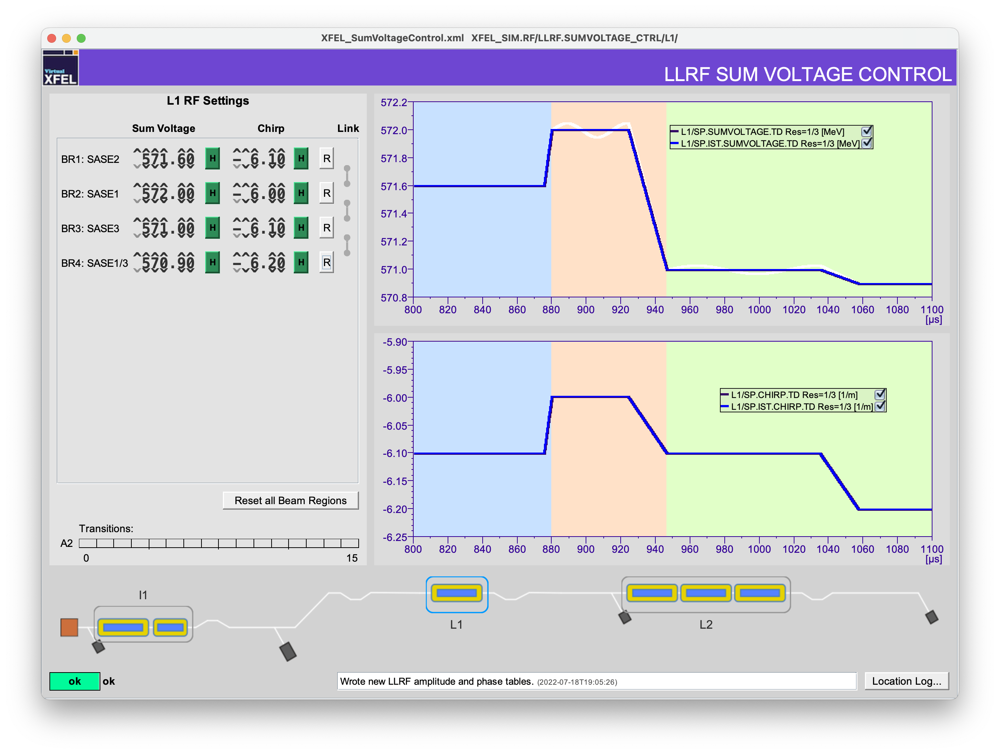 XFEL_SumVoltageControl.xml XFEL_SIM.RF/LLRF.SUMVOLTAGE_CTRL/L1/
Virtual
XFEL
LLRF SUM VOLTAGE CONTROL
L1 RF Settings
Sum Voltage Chirp Link
BR1: SASE2 571.60 H - 6.10 H R
BR2: SASE1 572.00 H - 6.00 H R
BR3: SASE3 571.00 H - 6.10 H R
BR4: SASE1/3 570.90 H - 6.20 H R
Reset all Beam Regions
Transitions:
A2
0 15
572.2
572.0
571.8
571.6
571.4
571.2
571.0
570.8
L1/SP.SUMVOLTAGE.TD Res=1/3 [MeV]
L1/SP.IST.SUMVOLTAGE.TD Res=1/3 [MeV]
800 820 840 860 880 900 920 940 960 980 1000 1020 1040 1060 1080 1100
[µs]
-5.90
-5.95
-6.00
-6.05
-6.10
-6.15
-6.20
-6.25
L1/SP.CHIRP.TD Res=1/3 [1/m]
L1/SP.IST.CHIRP.TD Res=1/3 [1/m]
800 820 840 860 880 900 920 940 960 980 1000 1020 1040 1060 1080 1100
[µs]
I1
L1
L2
ok ok
Wrote new LLRF amplitude and phase tables. (2022-07-18T19:05:26)
Location Log...